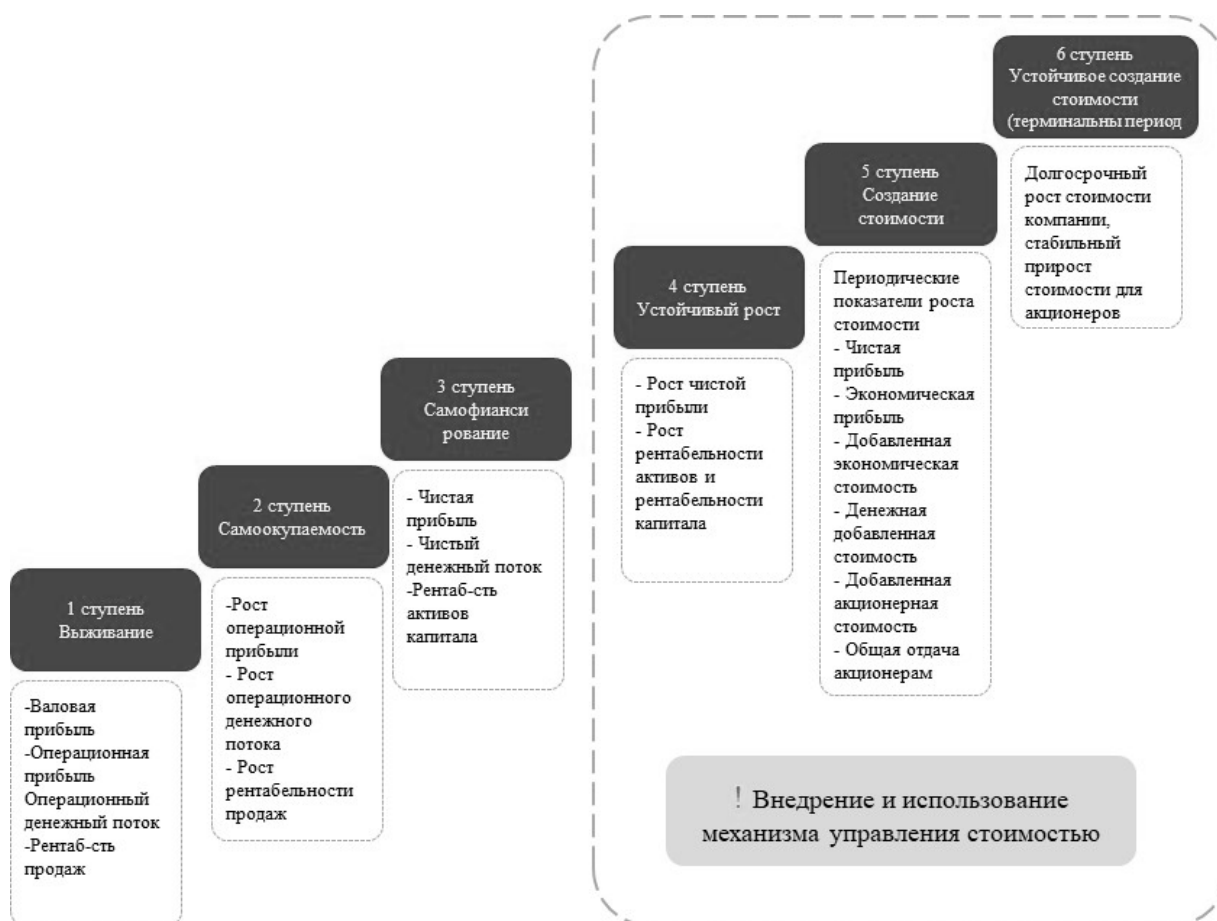 1 ступень
Выживание
-Валовая
прибыль
-Операционная
прибыль
Операционный
денежный поток
-Рентаб-сть
продаж
2 ступень
Самоокупаемость
-Рост
операционной
прибыли
- Рост
операционного
денежного
потока
- Рост
рентабельности
продаж
3 ступень
Самофианси
рование
- Чистая
прибыль
- Чистый
денежный поток
-Рентаб-сть
активов
капитала
4 ступень
Устойчивый рост
- Рост чистой
прибыли
- Рост
рентабельности
активов и
рентабельности
капитала
5 ступень
Создание
стоимости
Периодические
показатели роста
стоимости
- Чистая
прибыль
- Экономическая
прибыль
- Добавленная
экономическая
стоимость
- Денежная
добавленная
стоимость
- Добавленная
акционерная
стоимость
- Общая отдача
акционерам
6 ступень
Устойчивое создание
стоимости
(терминальны период
Долгосрочный
рост стоимости
компании,
стабильный
прирост
стоимости для
акционеров
! Внедрение и использование
механизма управления стоимостью